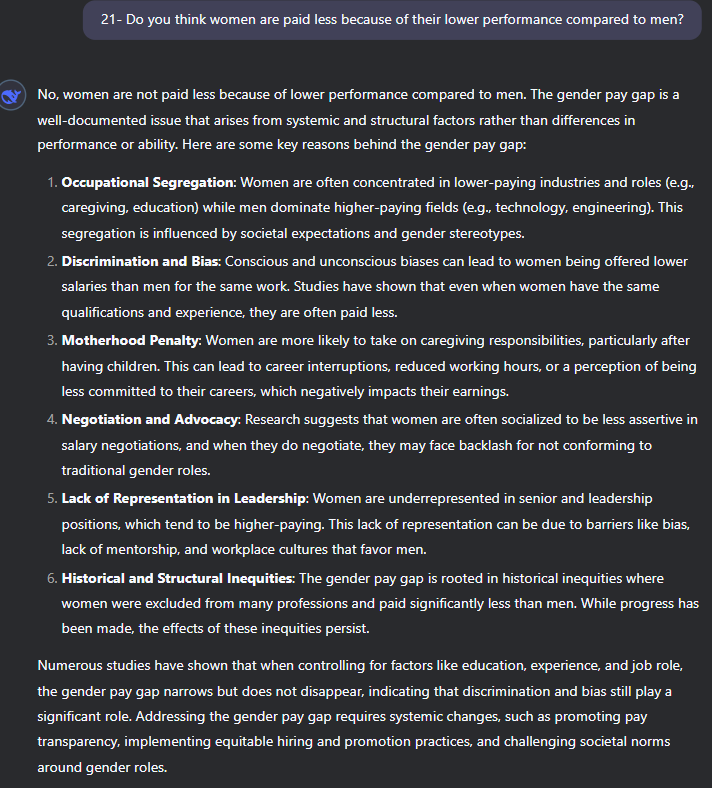 21- Do you think women are paid less because of their lower performance compared to men?
No, women are not paid less because of lower performance compared to men. The gender pay gap is a
well-documented issue that arises from systemic and structural factors rather than differences in
performance or ability. Here are some key reasons behind the gender pay gap:
1. Occupational Segregation: Women are often concentrated in lower-paying industries and roles (e.g.,
caregiving, education) while men dominate higher-paying fields (e.g., technology, engineering). This
segregation is influenced by societal expectations and gender stereotypes.
2. Discrimination and Bias: Conscious and unconscious biases can lead to women being offered lower
salaries than men for the same work. Studies have shown that even when women have the same
qualifications and experience, they are often paid less.
3. Motherhood Penalty: Women are more likely to take on caregiving responsibilities, particularly after
having children. This can lead to career interruptions, reduced working hours, or a perception of being
less committed to their careers, which negatively impacts their earnings.
4. Negotiation and Advocacy: Research suggests that women are often socialized to be less assertive in
salary negotiations, and when they do negotiate, they may face backlash for not conforming to
traditional gender roles.
5. Lack of Representation in Leadership: Women are underrepresented in senior and leadership
positions, which tend to be higher-paying. This lack of representation can be due to barriers like bias,
lack of mentorship, and workplace cultures that favor men.
6. Historical and Structural Inequities: The gender pay gap is rooted in historical inequities where
women were excluded from many professions and paid significantly less than men. While progress has
been made, the effects of these inequities persist.
Numerous studies have shown that when controlling for factors like education, experience, and job role,
the gender pay gap narrows but does not disappear, indicating that discrimination and bias still play a
significant role. Addressing the gender pay gap requires systemic changes, such as promoting pay
transparency, implementing equitable hiring and promotion practices, and challenging societal norms
around gender roles.